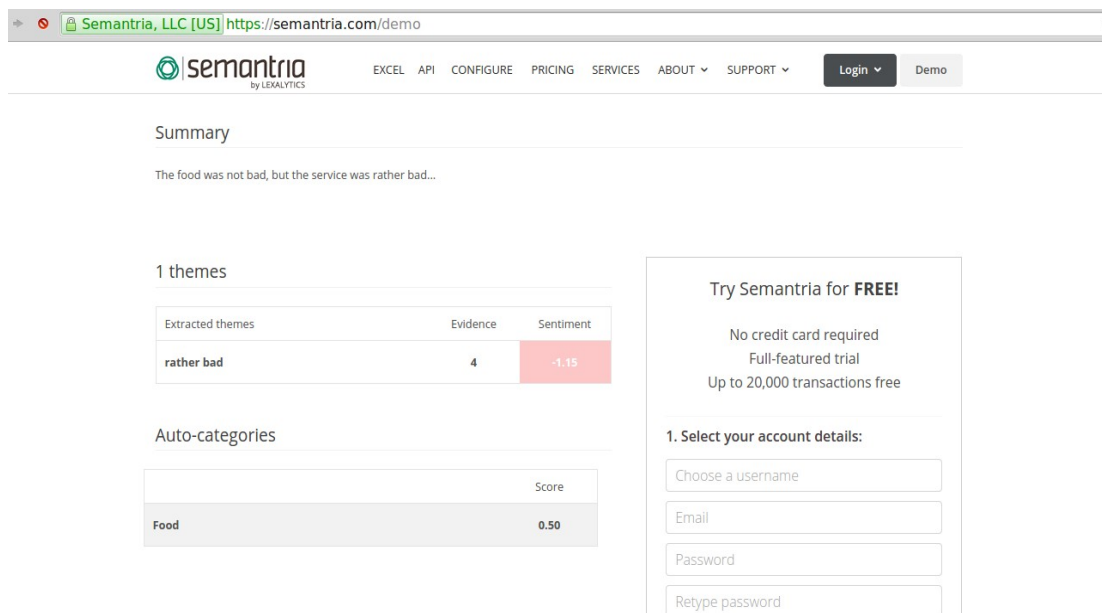 Semantria, LLC [US] https://semantria.com/demo
semantria
by LEXALYTICS
EXCEL API CONFIGURE PRICING SERVICES ABOUT SUPPORT Login Demo
Summary
The food was not bad, but the service was rather bad...
1 themes
Extracted themes Evidence Sentiment
rather bad 4 -1.15
Auto-categories
Score
Food 0.50
Try Semantria for FREE!
No credit card required
Full-featured trial
Up to 20,000 transactions free
1. Select your account details:
Choose a username
Email
Password
Retype password